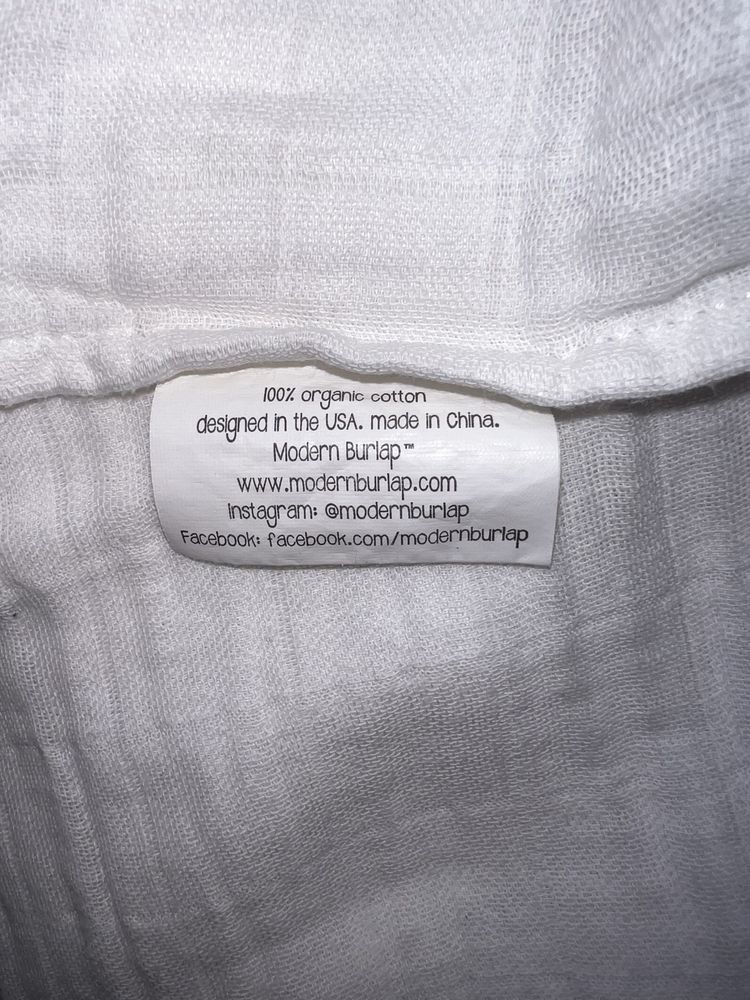 100% organic cotton
designed in the USA. made in China.
Modern Burlap™
www.modernburlap.com
Instagram: @modernburlap
Facebook: facebook.com/modernburlap